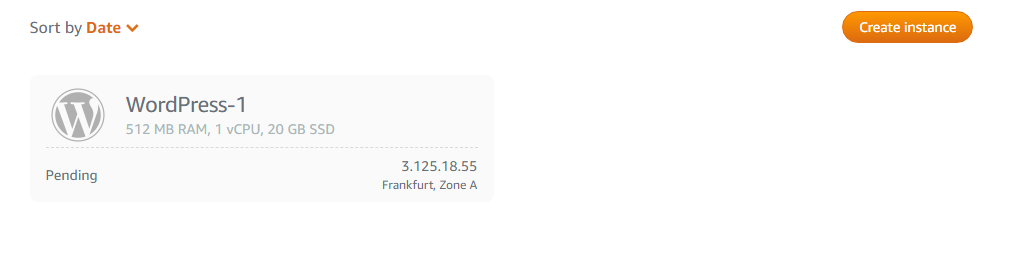 Sort by Date
Create instance
WordPress-1
512 MB RAM, 1 vCPU, 20 GB SSD
Pending
3.125.18.55
Frankfurt, Zone A